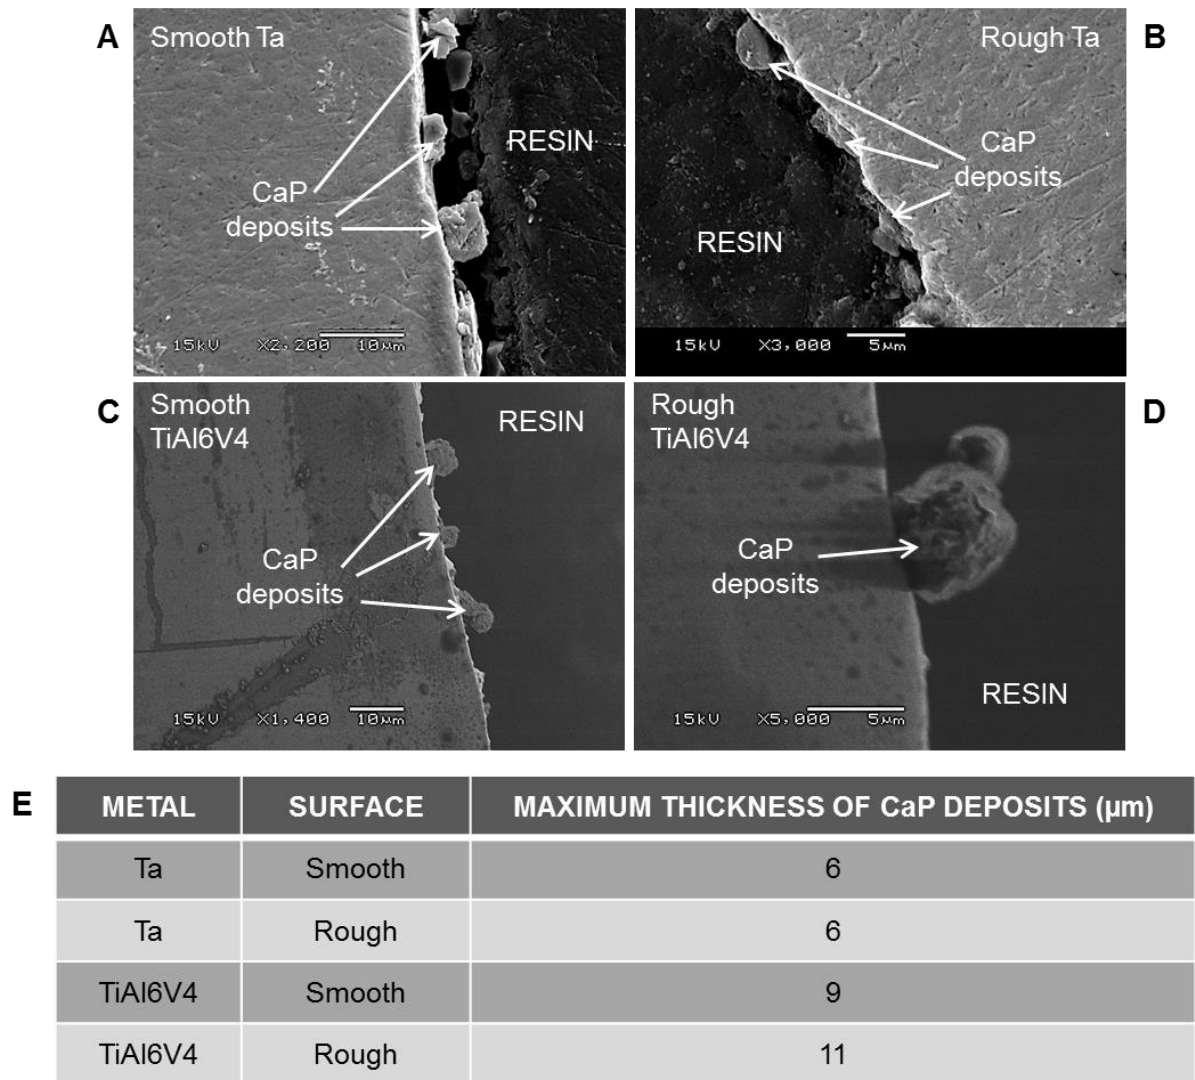 A
Smooth Ta
CaP
deposits
RESIN
15kV X2,200 10µm
B
Rough Ta
CaP
deposits
RESIN
15kV X3,000 5µm
C
Smooth
TiAl6V4
RESIN
CaP
deposits
15kV X1,400 10µm
D
Rough
TiAl6V4
CaP
deposits
RESIN
15kV X5,000 5µm
E
METAL SURFACE MAXIMUM THICKNESS OF CaP DEPOSITS (µm)
Ta Smooth 6
Ta Rough 6
TiAl6V4 Smooth 9
TiAl6V4 Rough 11